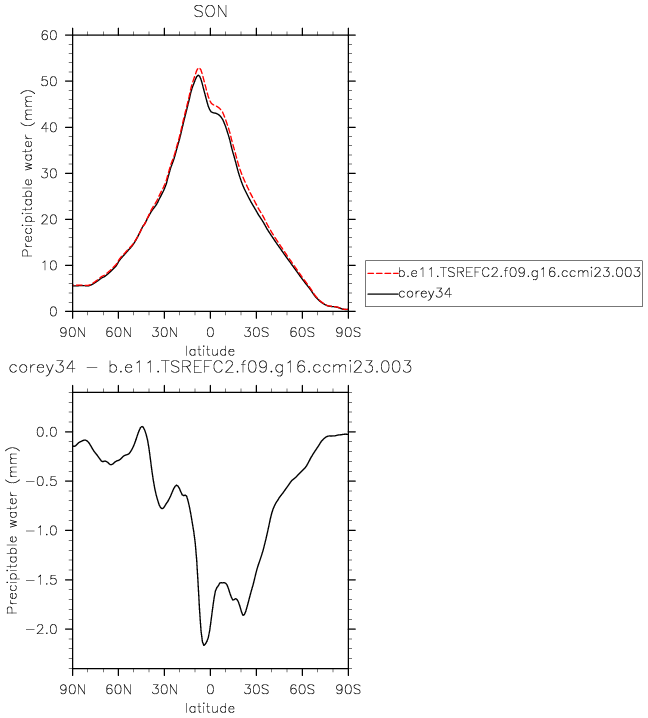 SON
Precipitable water (mm)
60
50
40
30
20
10
0
90N 60N 30N 0 30S 60S 90S
latitude
b.e11.TSREFC2.f09.g16.ccmi23.003
corey34
corey34 − b.e11.TSREFC2.f09.g16.ccmi23.003
Precipitable water (mm)
0.0
−0.5
−1.0
−1.5
−2.0
90N 60N 30N 0 30S 60S 90S
latitude